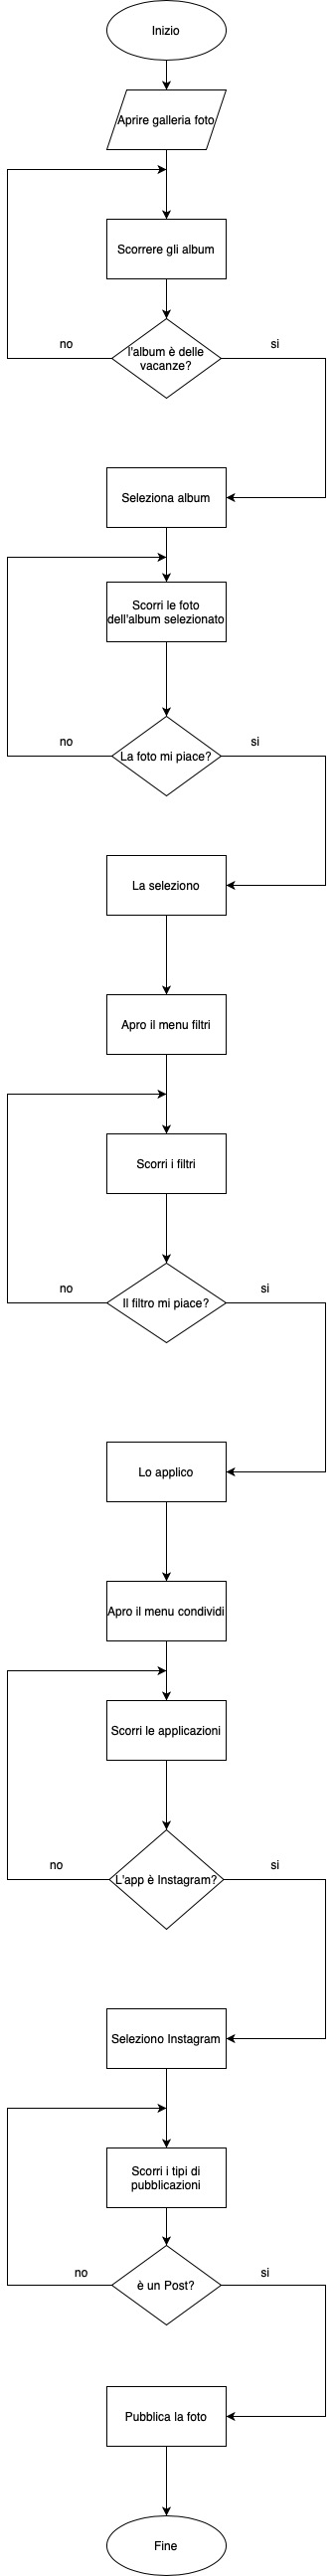 Inizio
Aprire galleria foto
Scorrere gli album
l'album è delle
vacanze?
no
si
Seleziona album
Scorri le foto
dell'album selezionato
no
si
La foto mi piace?
La seleziono
Apro il menu filtri
Scorri i filtri
no
si
Il filtro mi piace?
Lo applico
Apro il menu condividi
Scorri le applicazioni
no
si
L'app è Instagram?
Seleziono Instagram
Scorri i tipi di
pubblicazioni
no
si
è un Post?
Pubblica la foto
Fine